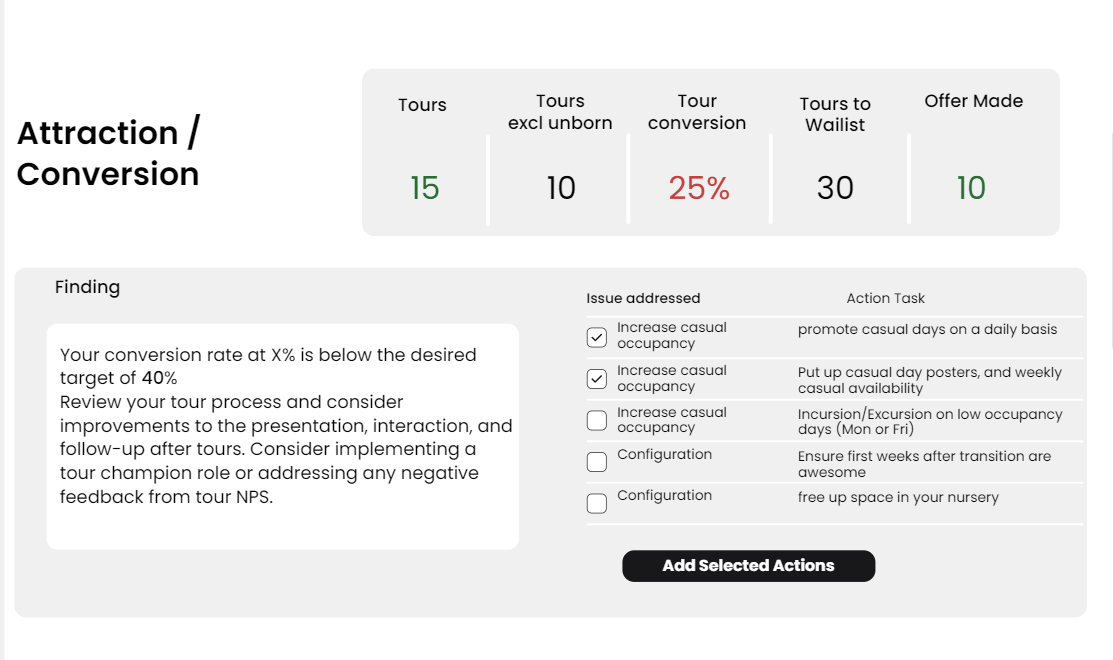 Attraction /
Conversion
Tours
Tours
excl unborn
Tour
conversion
Tours to
Wailist
Offer Made
15
10
25%
30
10
Finding
Your conversion rate at X% is below the desired
target of 40%
Review your tour process and consider
improvements to the presentation, interaction, and
follow-up after tours. Consider implementing a
tour champion role or addressing any negative
feedback from tour NPS.
Issue addressed
Action Task
Increase casual
occupancy
promote casual days on a daily basis
Increase casual
occupancy
Put up casual day posters, and weekly
casual availability
Increase casual
occupancy
Incursion/Excursion on low occupancy
days (Mon or Fri)
Configuration
Ensure first weeks after transition are
awesome
Configuration
free up space in your nursery
Add Selected Actions